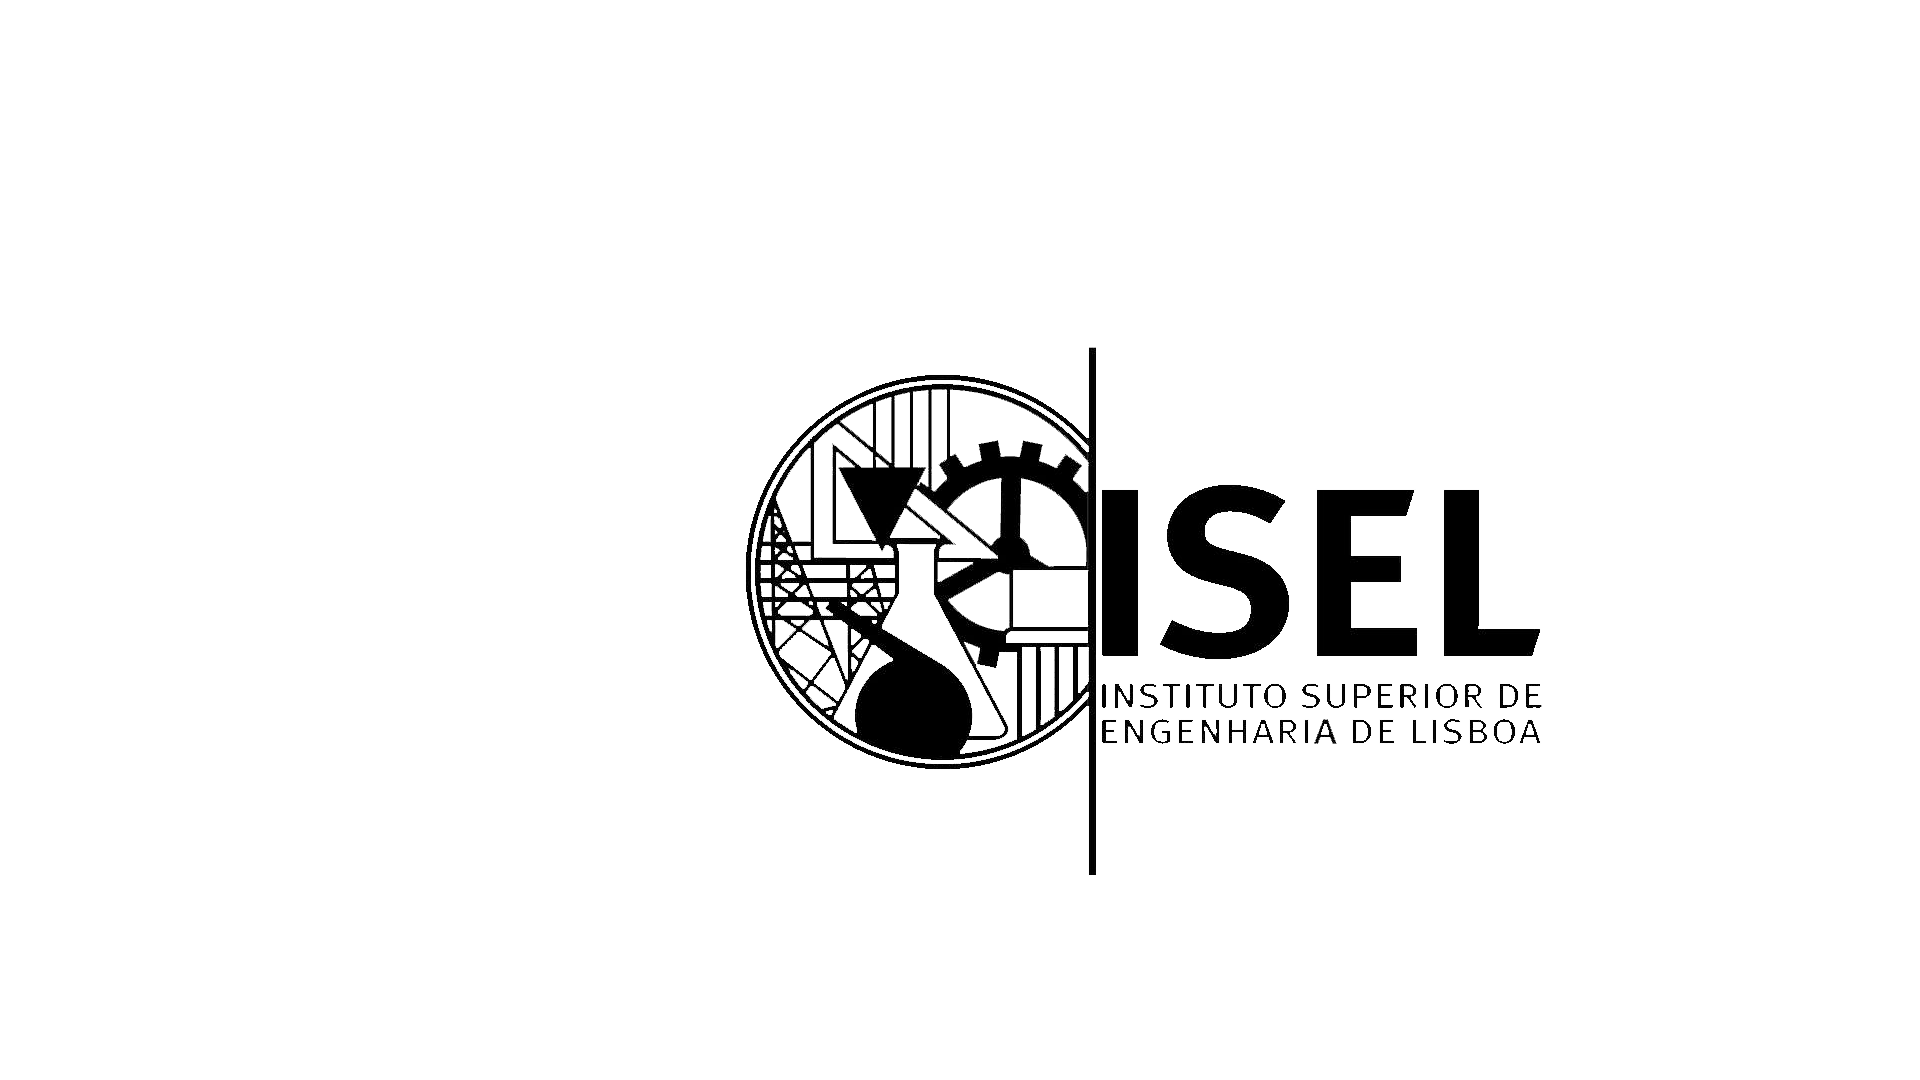 ISEL
INSTITUTO SUPERIOR DE
ENGENHARIA DE LISBOA